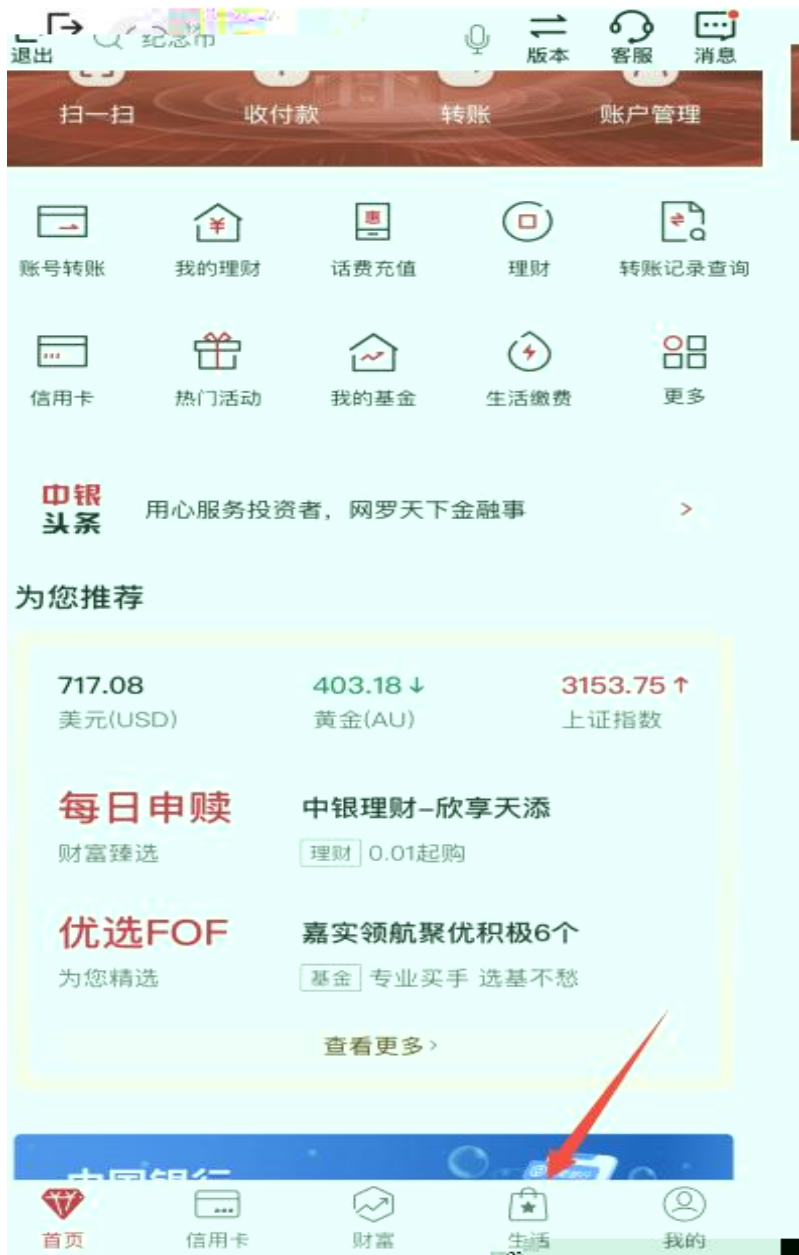 退出 纪念币 版本 客服 消息
扫一扫 收付款 转账 账户管理
惠
账号转账 我的理财 话费充值 理财 转账记录查询
信用卡 热门活动 我的基金 生活缴费 更多
中银
头条
用心服务投资者，网罗天下金融事 >
为您推荐
717.08 403.18↓ 3153.75↑
美元(USD) 黄金(AU) 上证指数
每日申赎 中银理财-欣享天添
财富臻选 理财 0.01起购
优选FOF 嘉实领航聚优积极6个
为您精选 基金 专业买手 选基不愁
查看更多>
中国银行
首页 信用卡 财富 生活 我的